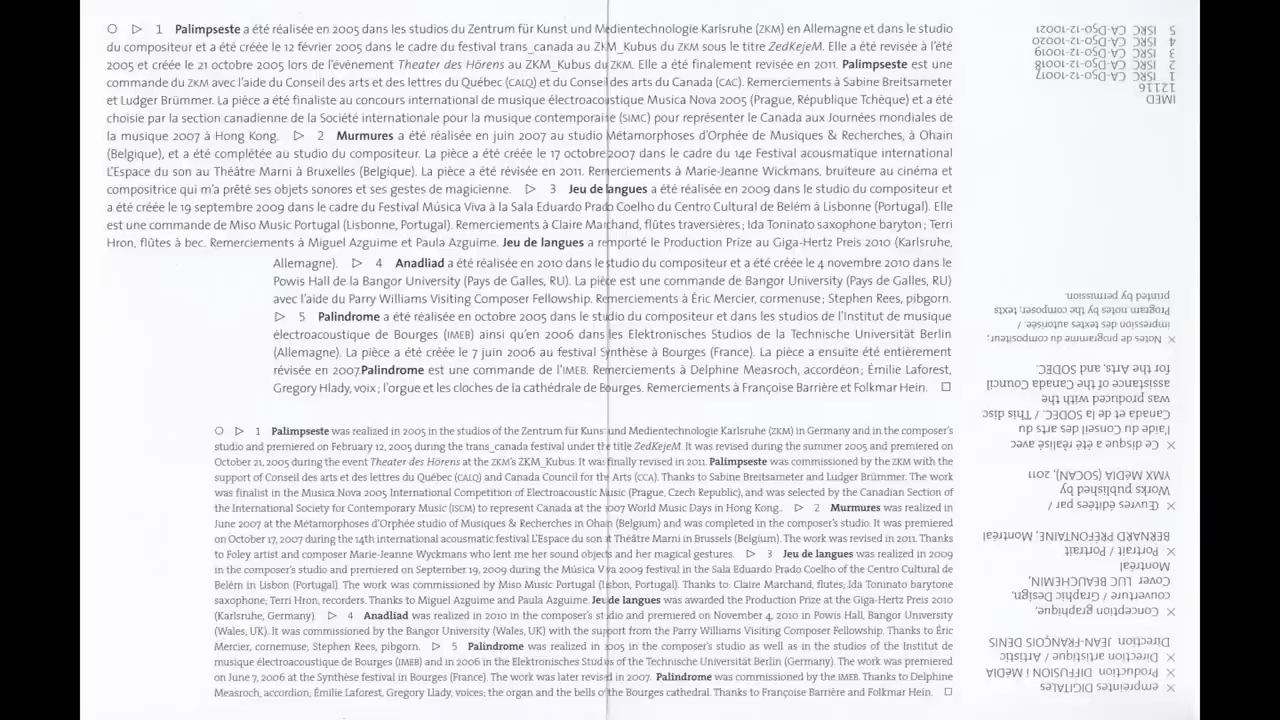 ○ ▷ 1 Palimpseste a été réalisée en 2005 dans les studios du Zentrum für Kunst und Medientechnologie Karlsruhe (ZKM) en Allemagne et dans le studio
du compositeur et a été créée le 12 février 2005 dans le cadre du festival trans_canada au ZKM_Kubus du ZKM sous le titre ZedKejeM. Elle a été revisée à l'été
2005 et créée le 21 octobre 2005 lors de l'événement Theater des Hörens au ZKM_Kubus du ZKM. Elle a été finalement revisée en 2011. Palimpseste est une
commande du ZKM avec l'aide du Conseil des arts et des lettres du Québec (CALQ) et du Conseil des arts du Canada (CAC). Remerciements à Sabine Breitsameter
et Ludger Brümmer. La pièce a été finaliste au concours international de musique électroacoustique Musica Nova 2005 (Prague, République Tchèque) et a été
choisie par la section canadienne de la Société internationale pour la musique contemporaine (SIMC) pour représenter le Canada aux Journées mondiales de
la musique 2007 à Hong Kong. ▷ 2 Murmures a été réalisée en juin 2007 au studio Métamorphoses d'Orphée de Musiques & Recherches, à Ohain
(Belgique), et a été complétée au studio du compositeur. La pièce a été créée le 17 octobre 2007 dans le cadre du 14e Festival acousmatique international
L'Espace du son au Théâtre Marni à Bruxelles (Belgique). La pièce a été révisée en 2011. Remerciements à Marie-Jeanne Wickmans, bruiteure au cinéma et
compositrice qui m'a prêté ses objets sonores et ses gestes de magicienne. ▷ 3 Jeu de langues a été réalisée en 2009 dans le studio du compositeur et
a été créée le 19 septembre 2009 dans le cadre du Festival Música Viva à la Sala Eduardo Prado Coelho du Centro Cultural de Belém à Lisbonne (Portugal). Elle
est une commande de Miso Music Portugal (Lisbonne, Portugal). Remerciements à Claire Marchand, flûtes traversières; Ida Toninato saxophone baryton; Terri
Hron, flûtes à bec. Remerciements à Miguel Azguime et Paula Azguime. Jeu de langues a remporté le Production Prize au Giga-Hertz Preis 2010 (Karlsruhe,
Allemagne). ▷ 4 Anadliad a été réalisée en 2010 dans le studio du compositeur et a été créée le 4 novembre 2010 dans le
Powis Hall de la Bangor University (Pays de Galles, RU). La pièce est une commande de Bangor University (Pays de Galles, RU)
avec l'aide du Parry Williams Visiting Composer Fellowship. Remerciements à Éric Mercier, cornemuse; Stephen Rees, pibgorn.
▷ 5 Palindrome a été réalisée en octobre 2005 dans le studio du compositeur et dans les studios de l'Institut de musique
électroacoustique de Bourges (IMEB) ainsi qu'en 2006 dans les Elektronisches Studios de la Technische Universität Berlin
(Allemagne). La pièce a été créée le 7 juin 2006 au festival Synthèse à Bourges (France). La pièce a ensuite été entièrement
révisée en 2007.Palindrome est une commande de l'IMEB. Remerciements à Delphine Measroch, accordéon; Émilie Laforest,
Gregory Hlady, voix; l'orgue et les cloches de la cathédrale de Bourges. Remerciements à Françoise Barrière et Folkmar Hein. □
○ ▷ 1 Palimpseste was realized in 2005 in the studios of the Zentrum für Kunst und Medientechnologie Karlsruhe (ZKM) in Germany and in the composer's
studio and premiered on February 12, 2005 during the trans_canada festival under the title ZedKejeM. It was revised during the summer 2005 and premiered on
October 21, 2005 during the event Theater des Hörens at the ZKM's ZKM_Kubus. It was finally revised in 2011. Palimpseste was commissioned by the ZKM with the
support of Conseil des arts et des lettres du Québec (CALQ) and Canada Council for the Arts (CCA). Thanks to Sabine Breitsameter and Ludger Brümmer. The work
was finalist in the Musica Nova 2005 International Competition of Electroacoustic Music (Prague, Czech Republic), and was selected by the Canadian Section of
the International Society for Contemporary Music (ISCM) to represent Canada at the 2007 World Music Days in Hong Kong.. ▷ 2 Murmures was realized in
June 2007 at the Métamorphoses d'Orphée studio of Musiques & Recherches in Ohain (Belgium) and was completed in the composer's studio. It was premiered
on October 17, 2007 during the 14th international acousmatic festival L'Espace du son at Théâtre Marni in Brussels (Belgium). The work was revised in 2011. Thanks
to Foley artist and composer Marie-Jeanne Wyckmans who lent me her sound objects and her magical gestures. ▷ 3 Jeu de langues was realized in 2009
in the composer's studio and premiered on September 19, 2009 during the Música Viva 2009 festival in the Sala Eduardo Prado Coelho of the Centro Cultural de
Belém in Lisbon (Portugal). The work was commissioned by Miso Music Portugal (Lisbon, Portugal). Thanks to: Claire Marchand, flutes; Ida Toninato barytone
saxophone; Terri Hron, recorders. Thanks to Miguel Azguime and Paula Azguime. Jeu de langues was awarded the Production Prize at the Giga-Hertz Preis 2010
(Karlsruhe, Germany). ▷ 4 Anadliad was realized in 2010 in the composer's studio and premiered on November 4, 2010 in Powis Hall, Bangor University
(Wales, UK). It was commissioned by the Bangor University (Wales, UK) with the support from the Parry Williams Visiting Composer Fellowship. Thanks to Éric
Mercier, cornemuse; Stephen Rees, pibgorn. ▷ 5 Palindrome was realized in 2005 in the composer's studio as well as in the studios of the Institut de
musique électroacoustique de Bourges (IMEB) and in 2006 in the Elektronisches Studios of the Technische Universität Berlin (Germany). The work was premiered
on June 7, 2006 at the Synthèse festival in Bourges (France). The work was later revised in 2007. Palindrome was commissioned by the IMEB. Thanks to Delphine
Measroch, accordion; Émilie Laforest, Gregory Llady, voices; the organ and the bells of the Bourges cathedral. Thanks to Françoise Barrière and Folkmar Hein. □
× empreintes DIGITALes
× Production DIFFUSION i MéDIA
× Direction artistique / Artistic
Direction JEAN-FRANÇOIS DENIS
× Conception graphique,
couverture / Graphic Design,
Cover LUC BEAUCHEMIN,
Montréal
× Portrait / Portrait
BERNARD PRÉFONTAINE, Montréal
× Œuvres éditées par /
Works published by
YMX MéDIA (SOCAN), 2011
× Ce disque a été réalisé avec
l'aide du Conseil des arts du
Canada et de la SODEC. / This disc
was produced with the
assistance of the Canada Council
for the Arts, and SODEC.
× Notes de programme du compositeur;
impression des textes autorisée. /
Program notes by the composer; texts
printed by permission.
IMED
12116
1 ISRC CA-D50-12-10017
2 ISRC CA-D50-12-10018
3 ISRC CA-D50-12-10019
4 ISRC CA-D50-12-10020
5 ISRC CA-D50-12-10021